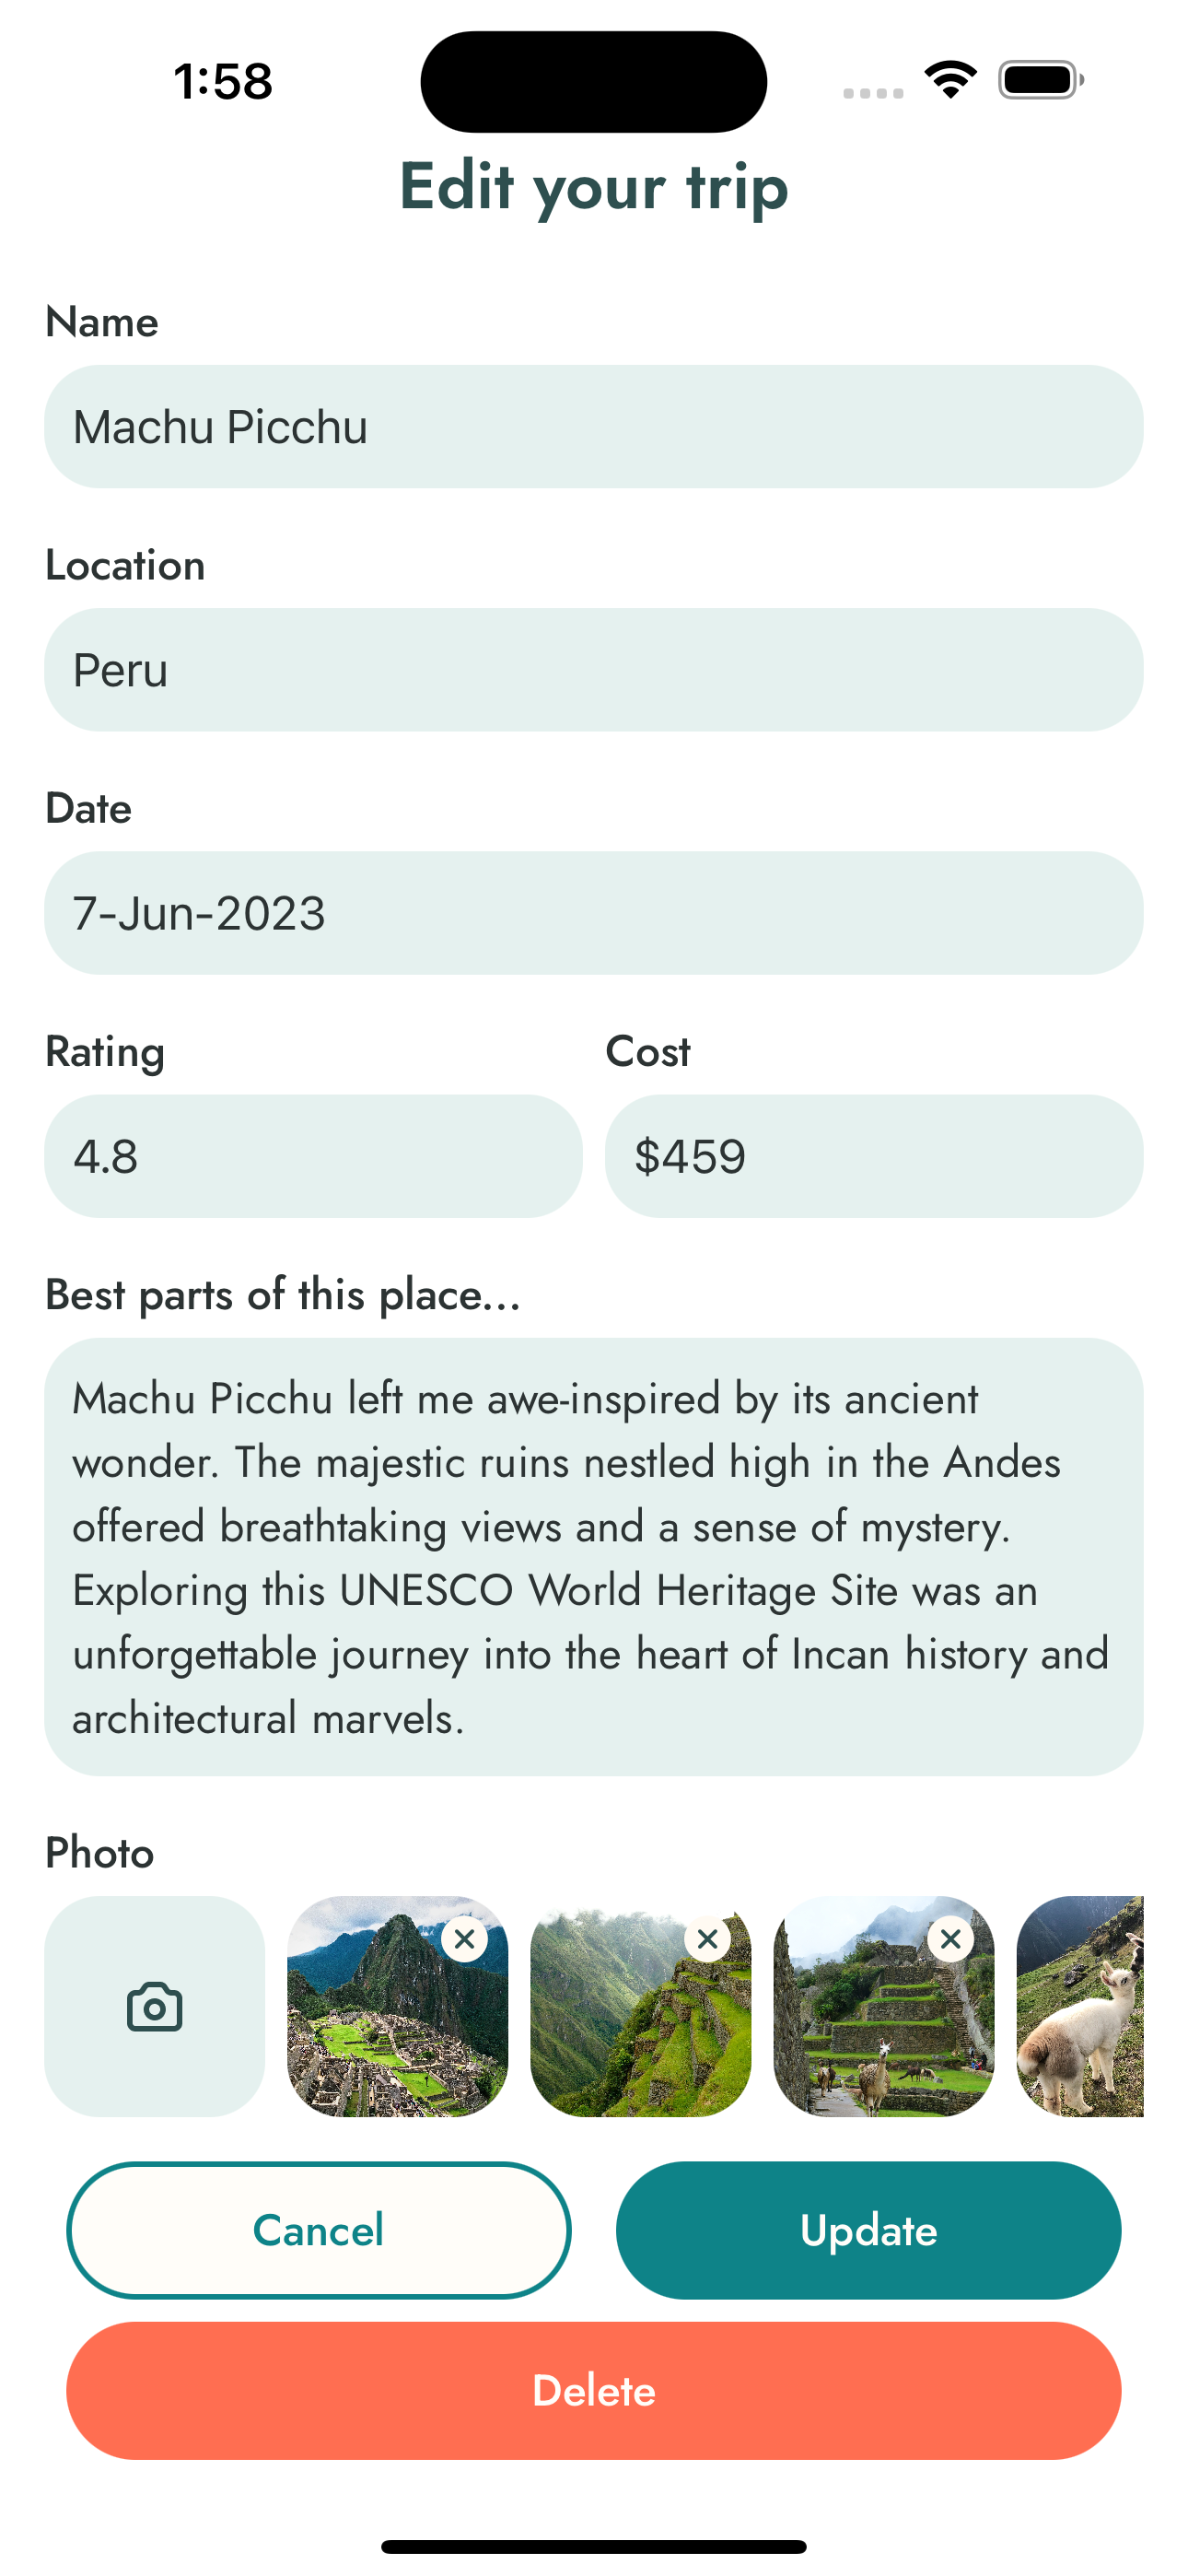 1:58
Edit your trip
Name
Machu Picchu
Location
Peru
Date
7-Jun-2023
Rating
Cost
4.8
$459
Best parts of this place...
Machu Picchu left me awe-inspired by its ancient
wonder. The majestic ruins nestled high in the Andes
offered breathtaking views and a sense of mystery.
Exploring this UNESCO World Heritage Site was an
unforgettable journey into the heart of Incan history and
architectural marvels.
Photo
Cancel
Update
Delete